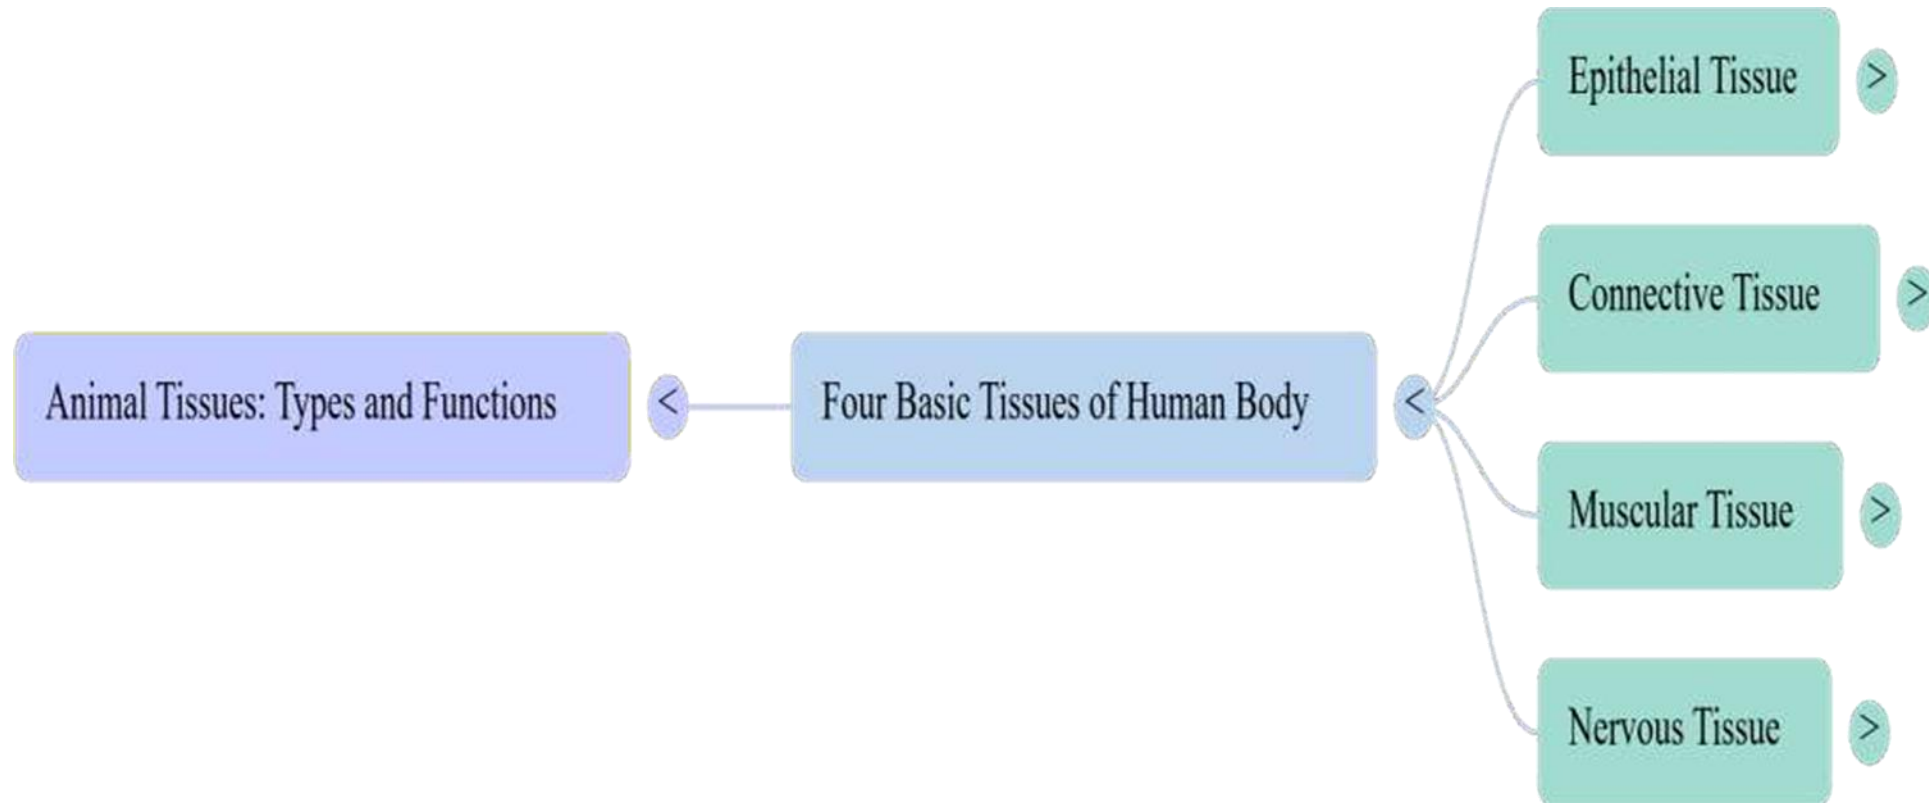 Animal Tissues: Types and Functions
<
Four Basic Tissues of Human Body
<
Epithelial Tissue
>
Connective Tissue
>
Muscular Tissue
>
Nervous Tissue
>